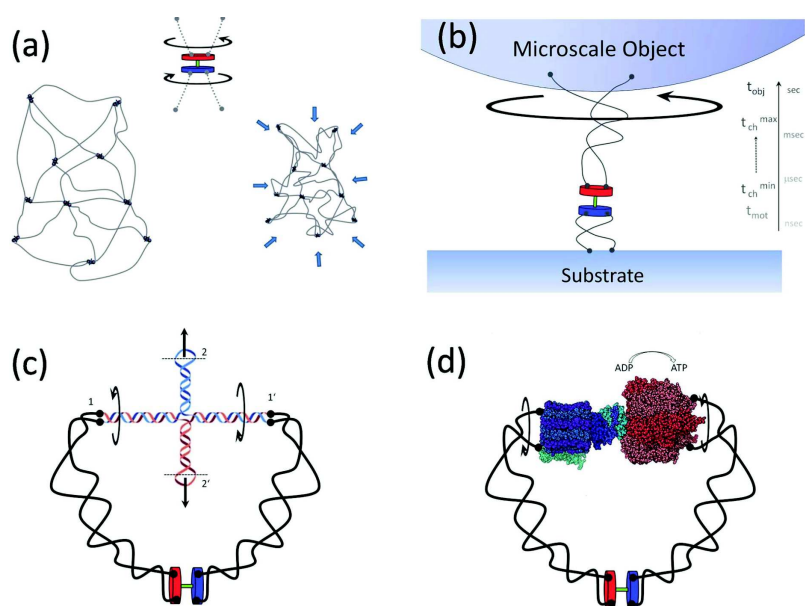 (a)
(b)
Microscale Object
t_obj
sec
t_ch^max
msec
µsec
t_ch^min
t_mot
nsec
Substrate
(c)
2
1
1'
2'
(d)
ADP
ATP